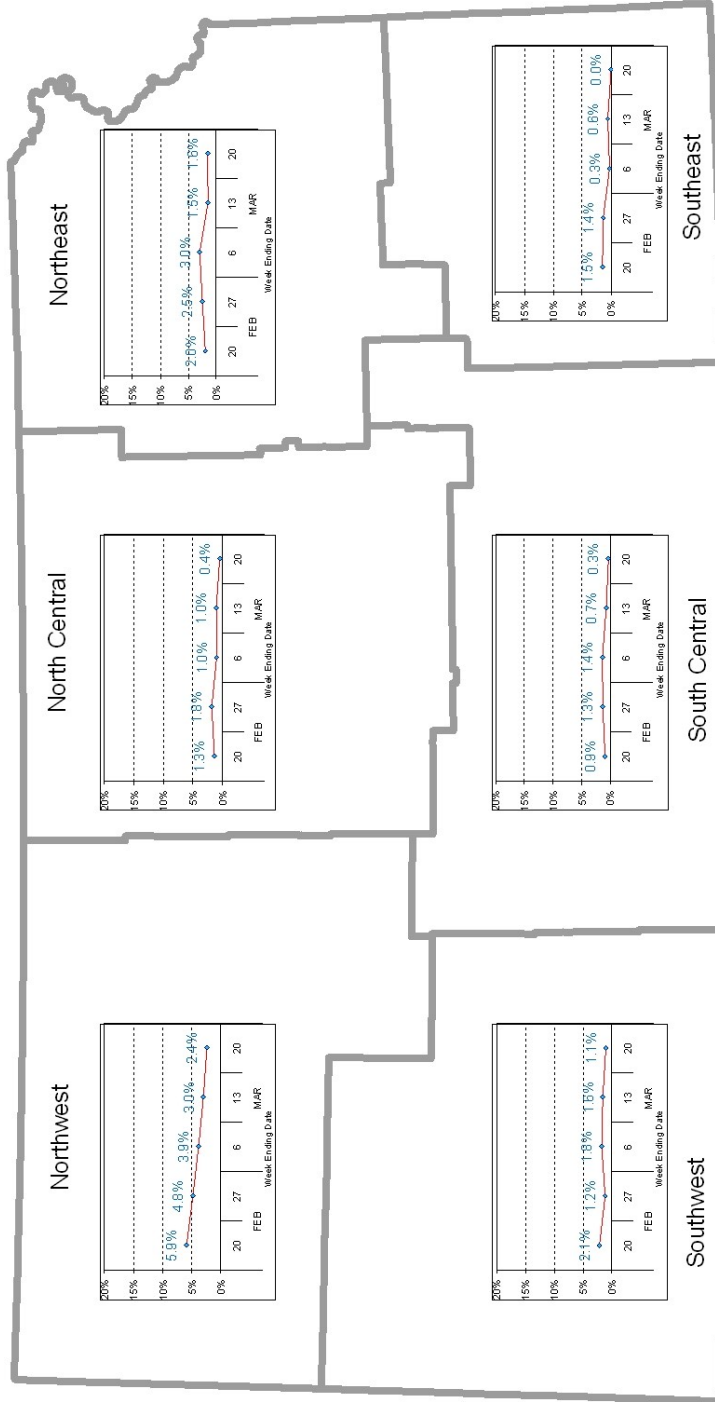 Northwest
20%
15%
10%
5%
0%
5.9% 4.8% 3.9% 3.0% 2.4%
20 27 6 13 20
FEB MAR
Week Ending Date
North Central
20%
15%
10%
5%
0%
1.3% 1.8% 1.0% 1.0% 0.4%
20 27 6 13 20
FEB MAR
Week Ending Date
Northeast
20%
15%
10%
5%
0%
2.0% 2.5% 3.0% 1.5% 1.6%
20 27 6 13 20
FEB MAR
Week Ending Date
20%
15%
10%
5%
0%
2.1% 1.2% 1.8% 1.6% 1.1%
20 27 6 13 20
FEB MAR
Week Ending Date
Southwest
20%
15%
10%
5%
0%
0.9% 1.3% 1.4% 0.7% 0.3%
20 27 6 13 20
FEB MAR
Week Ending Date
South Central
20%
15%
10%
5%
0%
1.5% 1.4% 0.3% 0.6% 0.0%
20 27 6 13 20
FEB MAR
Week Ending Date
Southeast